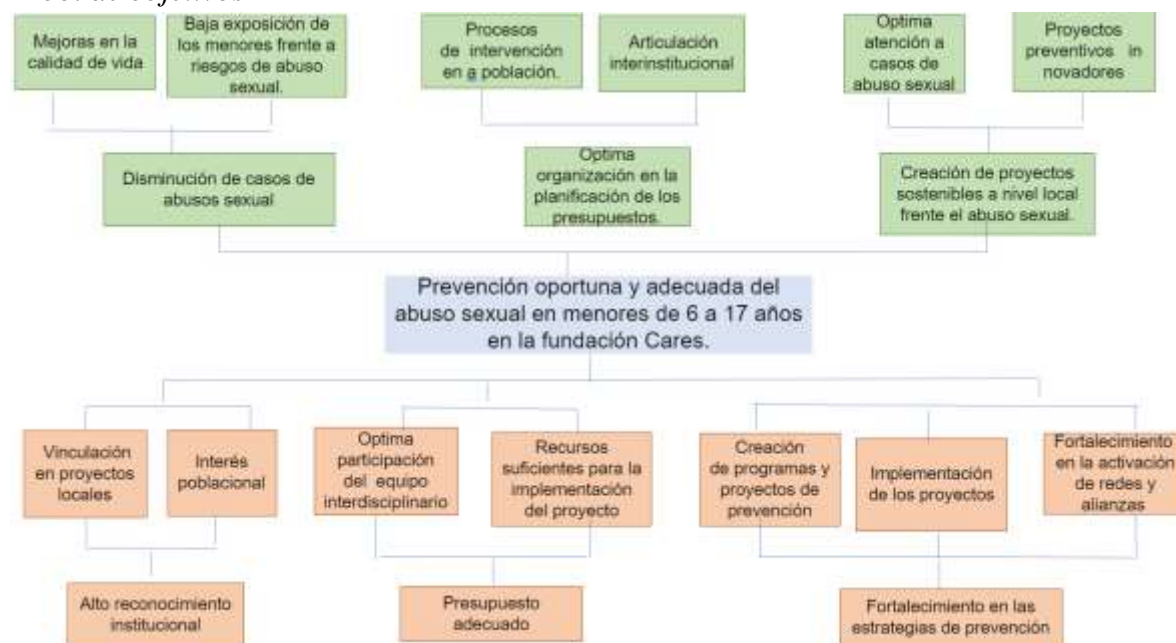 Mejoras en la
calidad de vida
Baja exposición de
los menores frente a
riesgos de abuso
sexual.
Procesos
de intervención
en a población.
Articulación
interinstitucional
Optima
atención a
casos de
abuso sexual
Proyectos
preventivos in
novadores
Disminución de casos de
abusos sexual
Optima
organización en la
planificación de los
presupuestos.
Creación de proyectos
sostenibles a nivel local
frente el abuso sexual.
Prevención oportuna y adecuada del
abuso sexual en menores de 6 a 17 años
en la fundación Cares.
Vinculación
en proyectos
locales
Interés
poblacional
Optima
participación
del equipo
interdisciplinario
Recursos
suficientes para la
implementación
del proyecto
Creación
de programas y
proyectos de
prevención
Implementación
de los proyectos
Fortalecimiento
en la activación
de redes y
alianzas
Alto reconocimiento
institucional
Presupuesto
adecuado
Fortalecimiento en las
estrategias de prevención